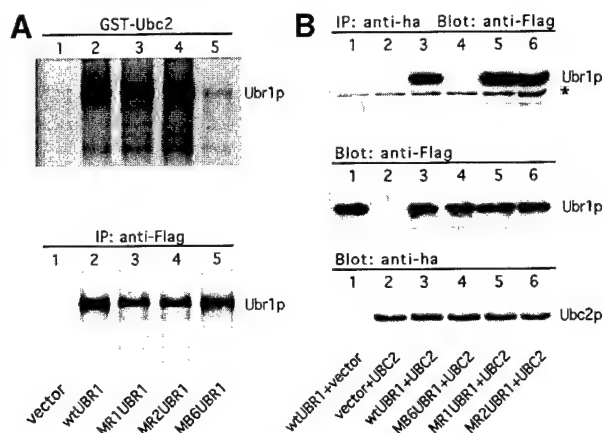 A
GST-Ubc2
1 2 3 4 5
Ubr1p
IP: anti-Flag
1 2 3 4 5
Ubr1p
vector
wtUBR1
MR1UBR1
MR2UBR1
MB6UBR1
B
IP: anti-ha Blot: anti-Flag
1 2 3 4 5 6
Ubr1p
*
Blot: anti-Flag
1 2 3 4 5 6
Ubr1p
Blot: anti-ha
1 2 3 4 5 6
Ubc2p
wtUBR1+vector
vector+UBC2
wtUBR1+UBC2
MB6UBR1+UBC2
MR1UBR1+UBC2
MR2UBR1+UBC2